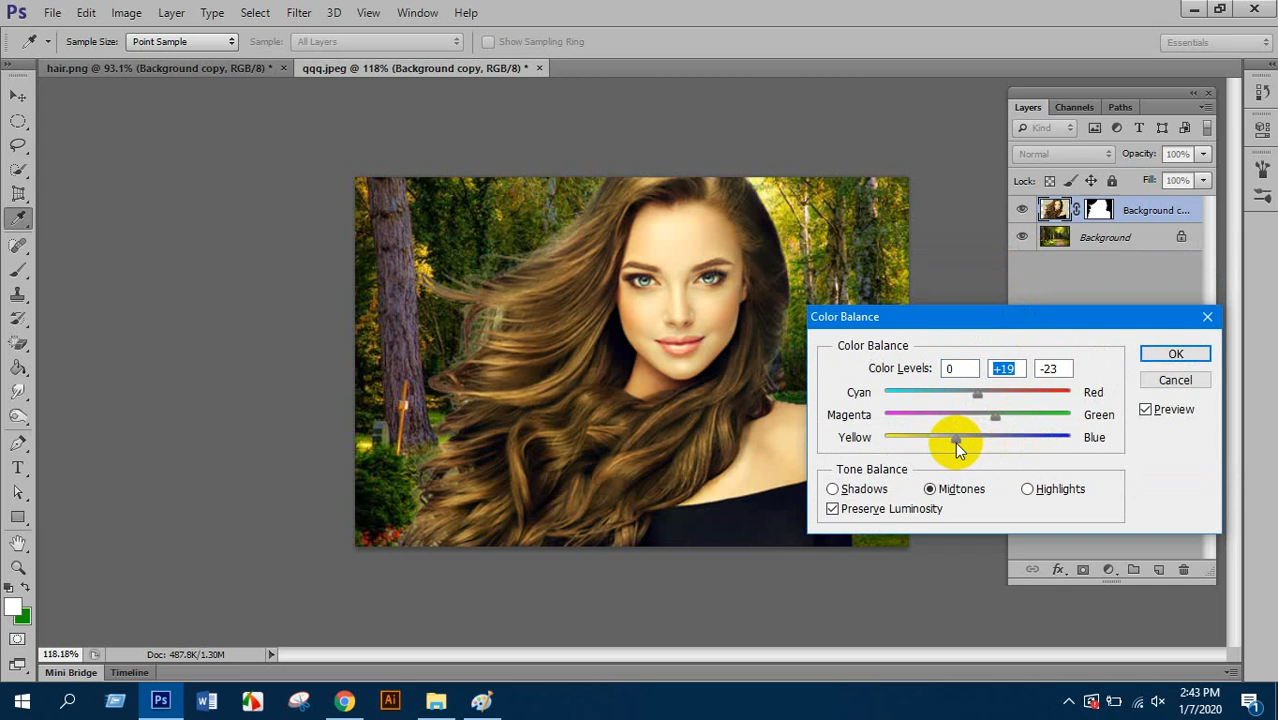 Ps File Edit Image Layer Type Select Filter 3D View Window Help
Sample Size: Point Sample Sample: All Layers Show Sampling Ring Essentials
hair.png @ 93.1% (Background copy, RGB/8) * × qqq.jpeg @ 118% (Background copy, RGB/8) * ×
Layers Channels Paths
Kind
Normal Opacity: 100%
Lock: Fill: 100%
Background c...
Background
Color Balance
Color Balance
Color Levels: 0 +19 -23
OK
Cyan Red
Cancel
Magenta Green
Preview
Yellow Blue
Tone Balance
Shadows Midtones Highlights
Preserve Luminosity
fx
118.18% Doc: 487.8K/1.30M
Mini Bridge Timeline
Ps Ai
2:43 PM
1/7/2020